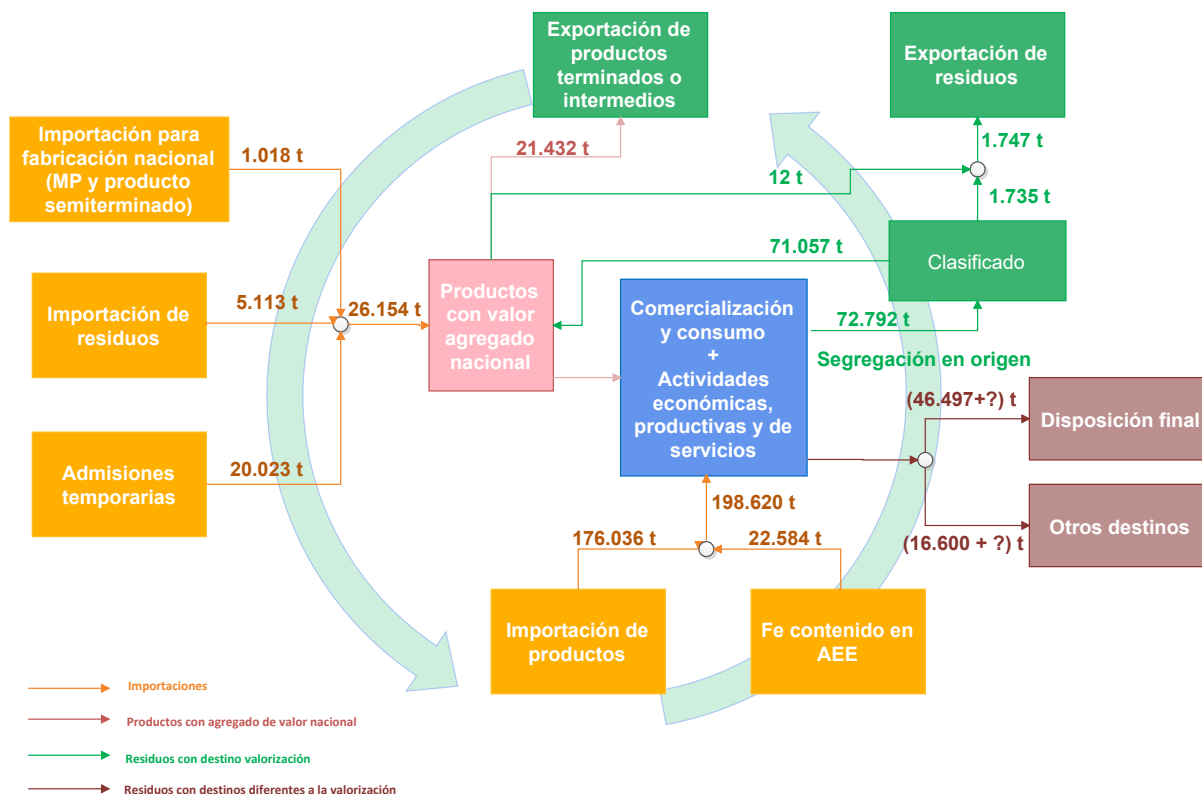 Exportación de
productos
terminados o
intermedios
Exportación de
residuos
Importación para
fabricación nacional
(MP y producto
semiterminado)
1.018 t
21.432 t
1.747 t
12 t
1.735 t
71.057 t
Clasificado
Importación de
residuos
5.113 t
26.154 t
Productos
con valor
agregado
nacional
Comercialización
y consumo
+
Actividades
económicas,
productivas y de
servicios
72.792 t
Segregación en origen
(46.497+?) t
Disposición final
Admisiones
temporarias
20.023 t
198.620 t
Otros destinos
(16.600 + ?) t
176.036 t
22.584 t
Importación de
productos
Fe contenido en
AEE
Importaciones
Productos con agregado de valor nacional
Residuos con destino valorización
Residuos con destinos diferentes a la valorización